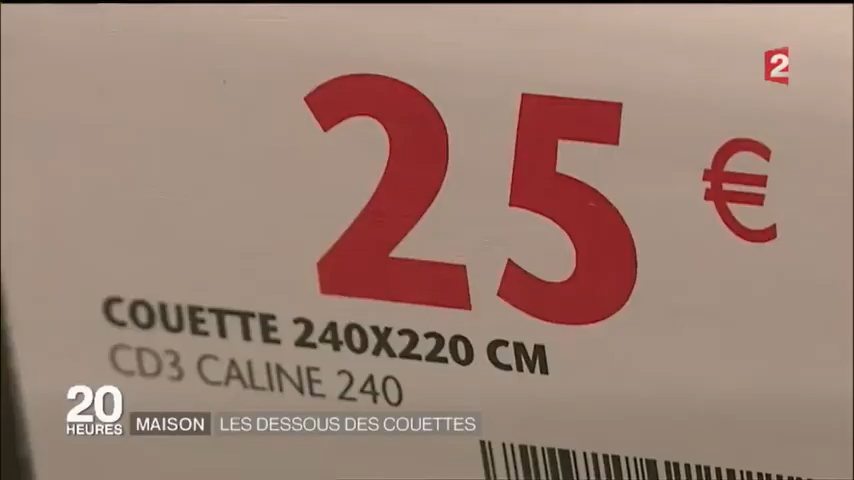 2
25 €
COUETTE 240X220 CM
CD3 CALINE 240
20
HEURES
MAISON
LES DESSOUS DES COUETTES